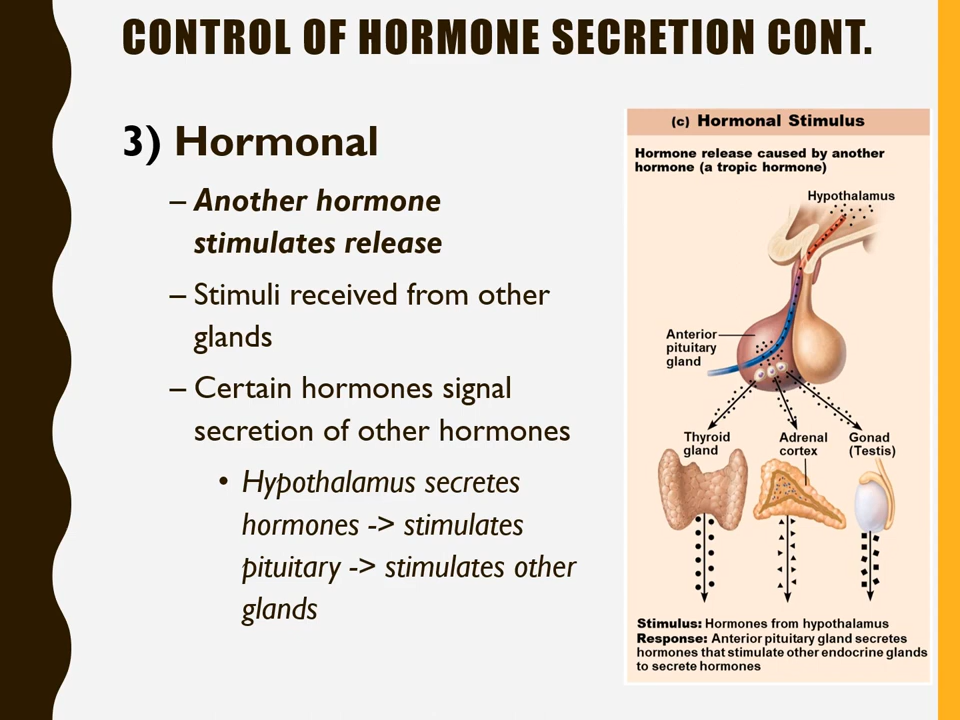 CONTROL OF HORMONE SECRETION CONT.
3) Hormonal
– Another hormone
stimulates release
– Stimuli received from other
glands
– Certain hormones signal
secretion of other hormones
• Hypothalamus secretes
hormones -> stimulates
pituitary -> stimulates other
glands
(c) Hormonal Stimulus
Hormone release caused by another
hormone (a tropic hormone)
Hypothalamus
Anterior
pituitary
gland
Thyroid
gland
Adrenal
cortex
Gonad
(Testis)
Stimulus: Hormones from hypothalamus
Response: Anterior pituitary gland secretes
hormones that stimulate other endocrine glands
to secrete hormones